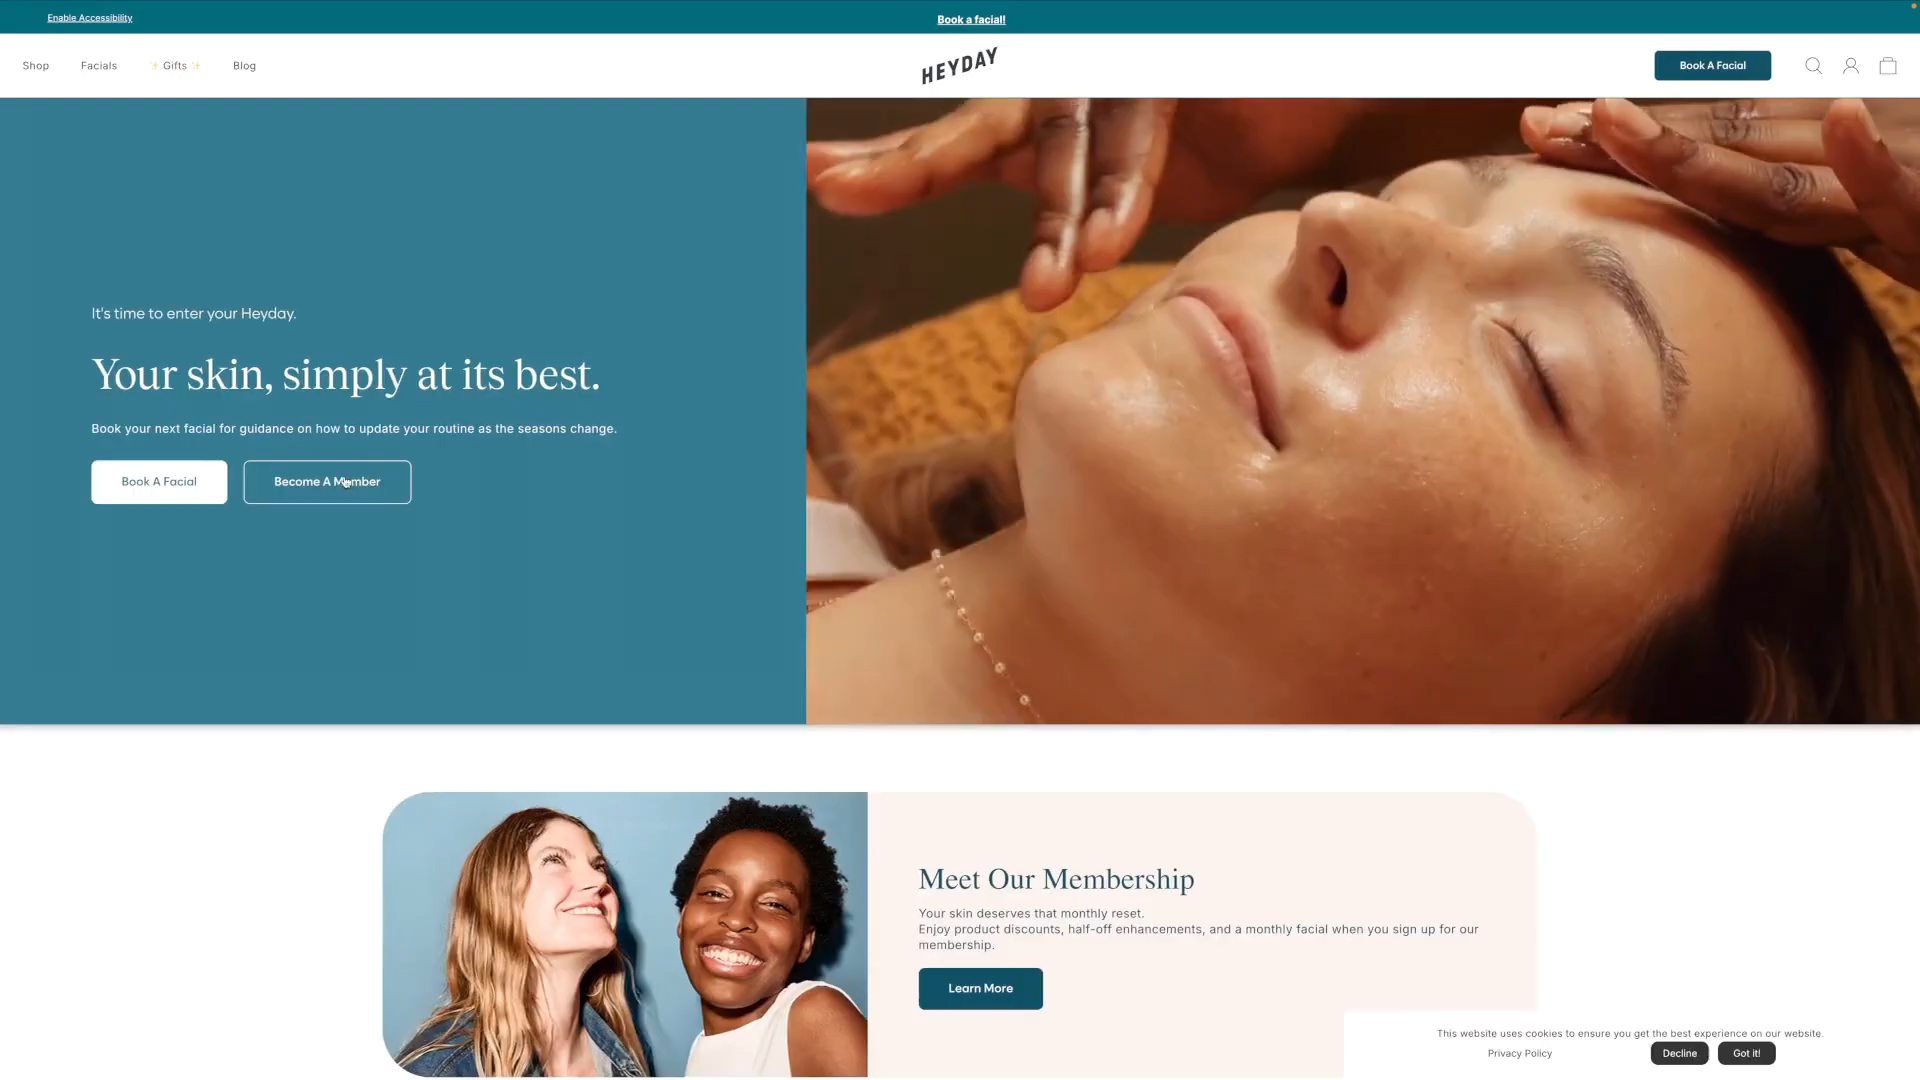 Enable Accessibility
Book a facial!
Shop
Facials
✨ Gifts ✨
Blog
HEYDAY
Book A Facial
It's time to enter your Heyday.
Your skin, simply at its best.
Book your next facial for guidance on how to update your routine as the seasons change.
Book A Facial
Become A Member
Meet Our Membership
Your skin deserves that monthly reset.
Enjoy product discounts, half-off enhancements, and a monthly facial when you sign up for our
membership.
Learn More
This website uses cookies to ensure you get the best experience on our website.
Privacy Policy
Decline
Got it!